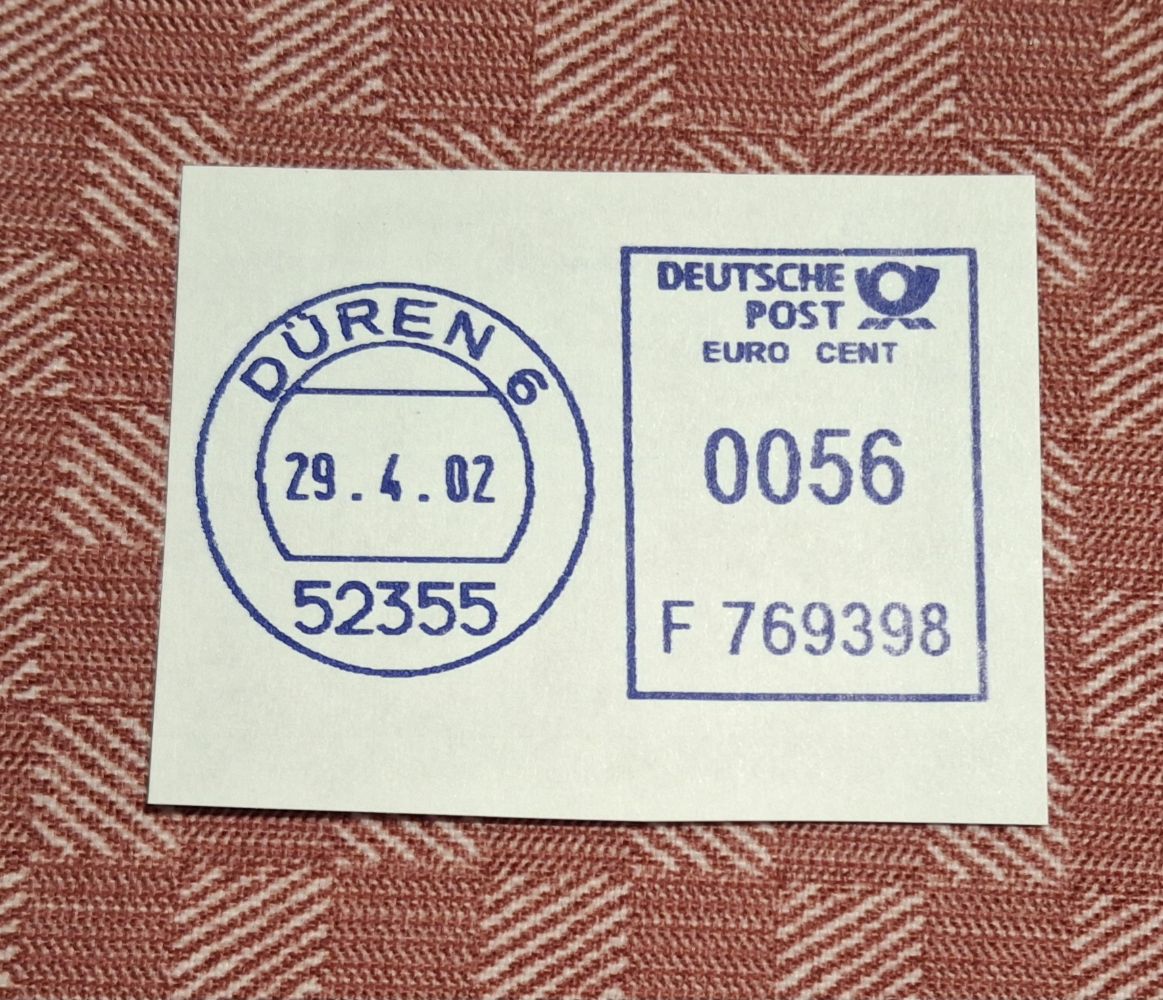 DÜREN 6
29.4.02
52355
DEUTSCHE
POST
EURO CENT
0056
F 769398